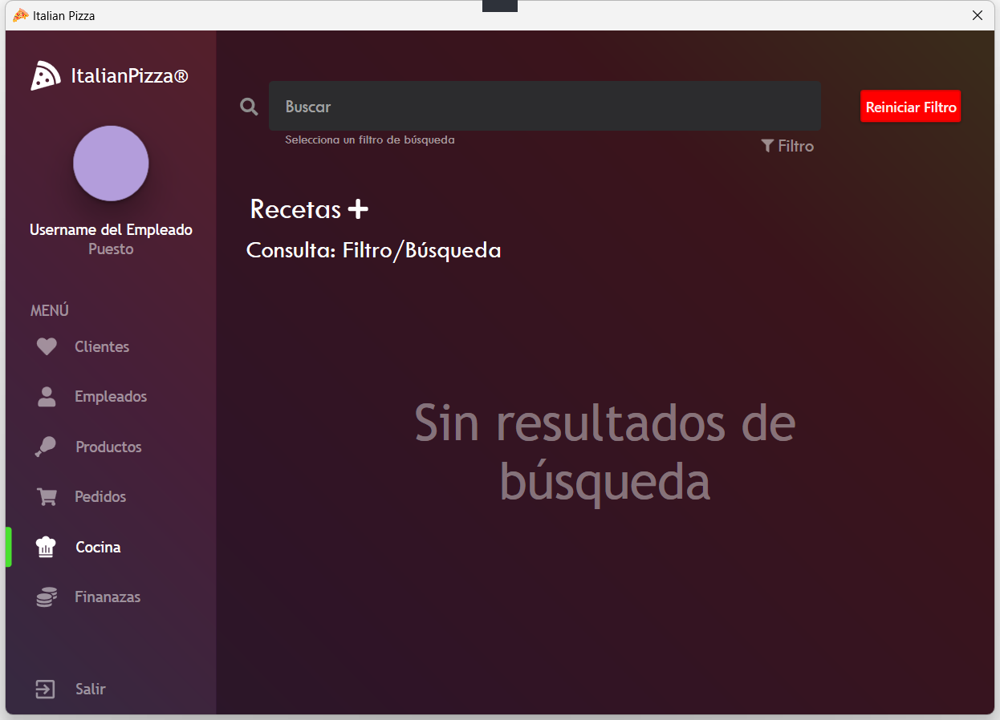 Italian Pizza
ItalianPizza®
Username del Empleado
Puesto
MENÚ
Clientes
Empleados
Productos
Pedidos
Cocina
Finanazas
Salir
Buscar
Selecciona un filtro de búsqueda
Filtro
Reiniciar Filtro
Recetas
Consulta: Filtro/Búsqueda
Sin resultados de
búsqueda